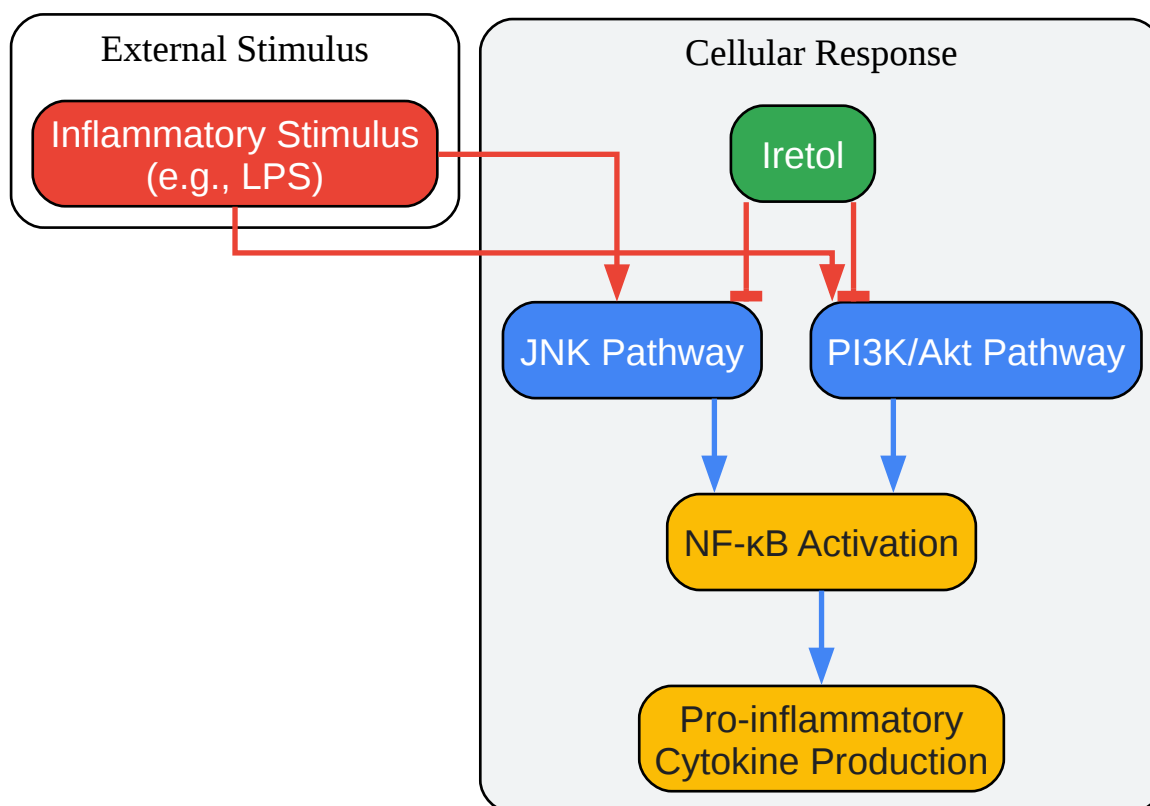 External Stimulus
Inflammatory Stimulus
(e.g., LPS)
Cellular Response
Iretol
JNK Pathway
PI3K/Akt Pathway
NF-κB Activation
Pro-inflammatory
Cytokine Production